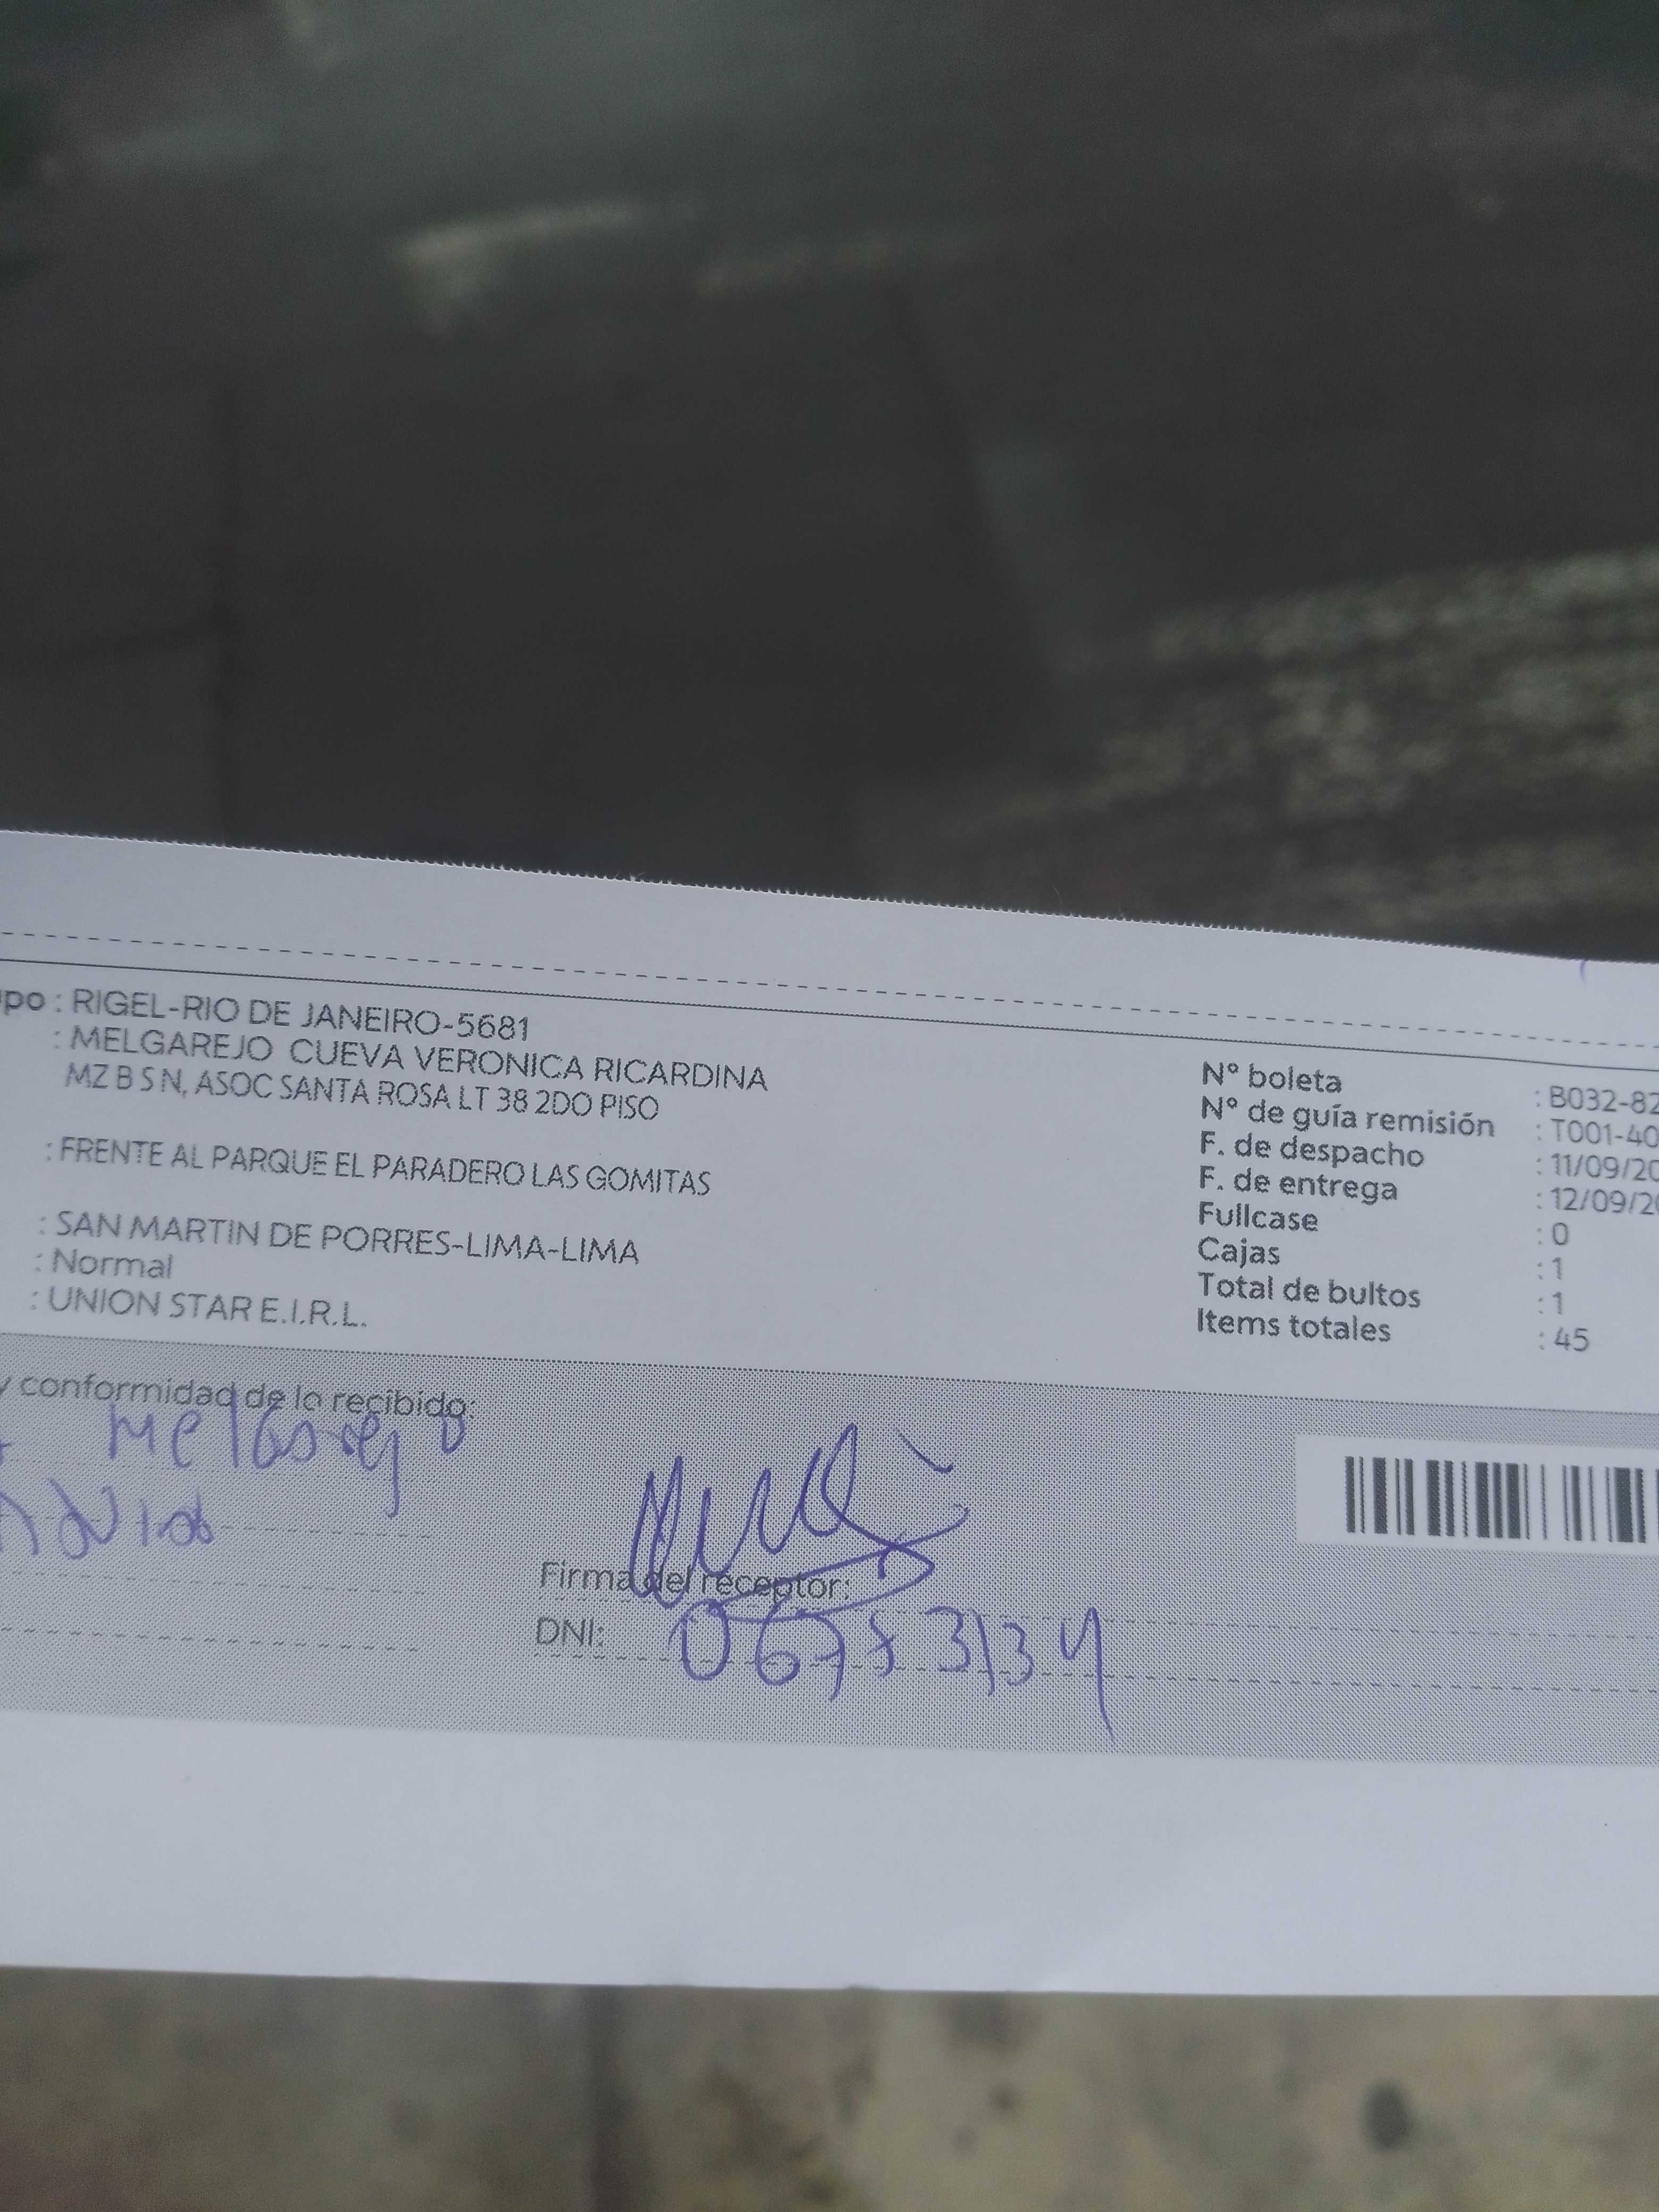 po : RIGEL-RIO DE JANEIRO-5681
: MELGAREJO CUEVA VERONICA RICARDINA
MZ B S N, ASOC SANTA ROSA LT 38 2DO PISO
: FRENTE AL PARQUE EL PARADERO LAS GOMITAS
: SAN MARTIN DE PORRES-LIMA-LIMA
: Normal
: UNION STAR E.I.R.L.
N° boleta : B032-82
N° de guía remisión : T001-40
F. de despacho : 11/09/20
F. de entrega : 12/09/20
Fullcase : 0
Cajas : 1
Total de bultos : 1
Items totales : 45
y conformidad de lo recibido:
Melgarejo
Firma del receptor:
DNI: